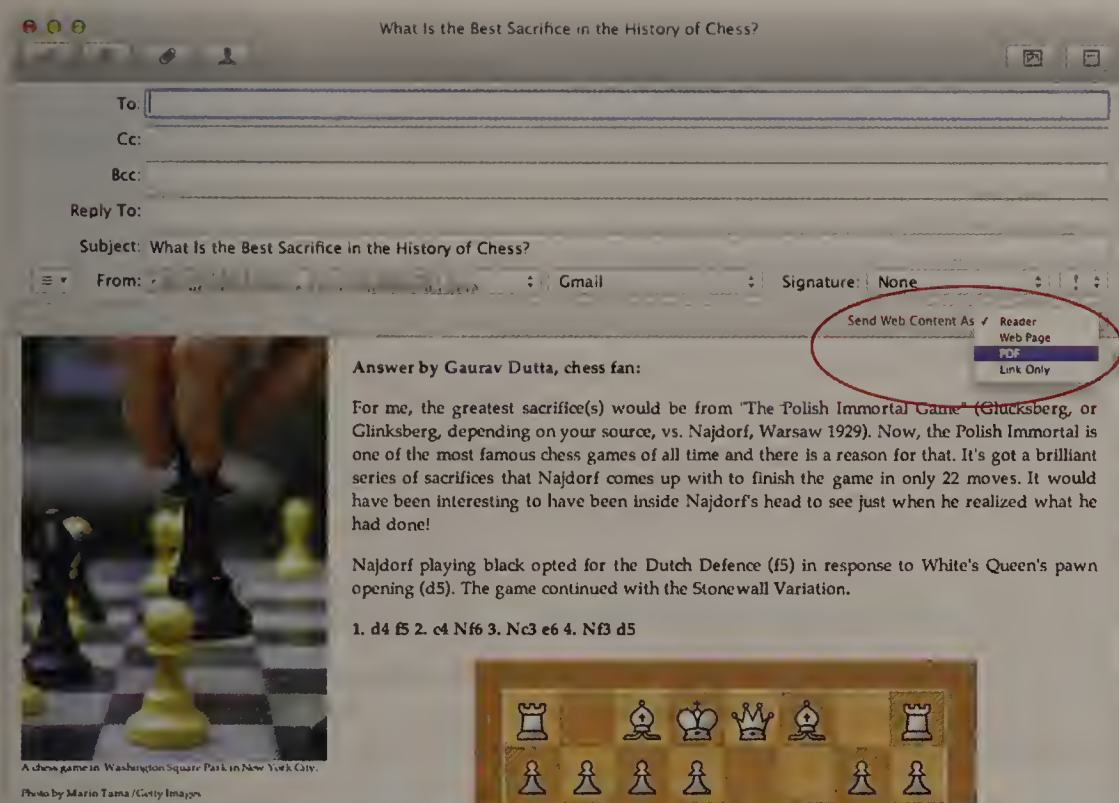 What Is the Best Sacrifice in the History of Chess?
To:
Cc:
Bcc:
Reply To:
Subject: What Is the Best Sacrifice in the History of Chess?
From: Gmail Signature: None
Send Web Content As ✓ Reader
Web Page
PDF
Link Only
Answer by Gaurav Dutta, chess fan:
For me, the greatest sacrifice(s) would be from "The Polish Immortal Game" (Glucksberg, or
Glinksberg, depending on your source, vs. Najdorf, Warsaw 1929). Now, the Polish Immortal is
one of the most famous chess games of all time and there is a reason for that. It's got a brilliant
series of sacrifices that Najdorf comes up with to finish the game in only 22 moves. It would
have been interesting to have been inside Najdorf's head to see just when he realized what he
had done!
Najdorf playing black opted for the Dutch Defence (f5) in response to White's Queen's pawn
opening (d5). The game continued with the Stonewall Variation.
1. d4 f5 2. c4 Nf6 3. Nc3 e6 4. Nf3 d5
A chess game in Washington Square Park in New York City.
Photo by Mario Tama/Getty Images